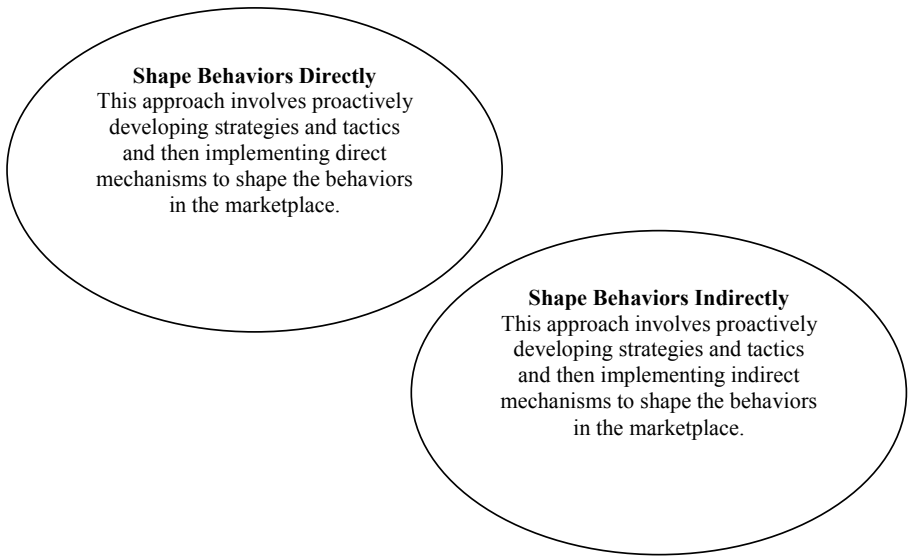 Shape Behaviors Directly
This approach involves proactively
developing strategies and tactics
and then implementing direct
mechanisms to shape the behaviors
in the marketplace.
Shape Behaviors Indirectly
This approach involves proactively
developing strategies and tactics
and then implementing indirect
mechanisms to shape the behaviors
in the marketplace.